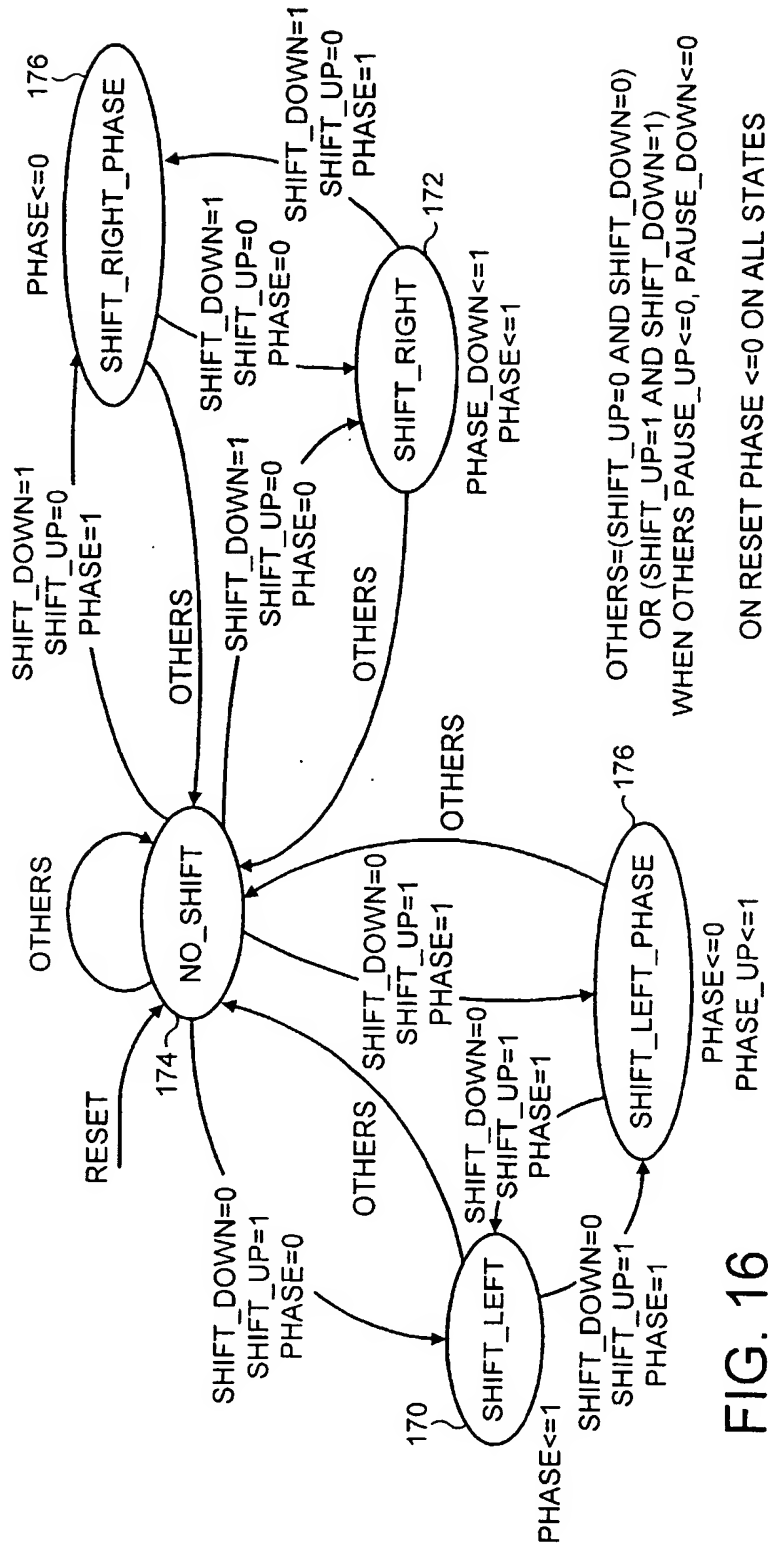 RESET
OTHERS
174
NO_SHIFT
SHIFT_DOWN=1
SHIFT_UP=0
PHASE=1
PHASE<=0
176
SHIFT_RIGHT_PHASE
OTHERS
SHIFT_DOWN=1
SHIFT_UP=0
PHASE=0
SHIFT_DOWN=1
SHIFT_UP=0
PHASE=1
SHIFT_DOWN=1
SHIFT_UP=0
PHASE=0
172
SHIFT_RIGHT
PHASE_DOWN<=1
PHASE<=1
OTHERS
SHIFT_DOWN=0
SHIFT_UP=1
PHASE=0
OTHERS
SHIFT_DOWN=0
SHIFT_UP=1
PHASE=1
OTHERS
170
SHIFT_LEFT
PHASE<=1
SHIFT_DOWN=0
SHIFT_UP=1
PHASE=1
SHIFT_DOWN=0
SHIFT_UP=1
PHASE=1
176
SHIFT_LEFT_PHASE
PHASE<=0
PHASE_UP<=1
OTHERS=(SHIFT_UP=0 AND SHIFT_DOWN=0)
OR (SHIFT_UP=1 AND SHIFT_DOWN=1)
WHEN OTHERS PAUSE_UP<=0, PAUSE_DOWN<=0
ON RESET PHASE <=0 ON ALL STATES
FIG. 16